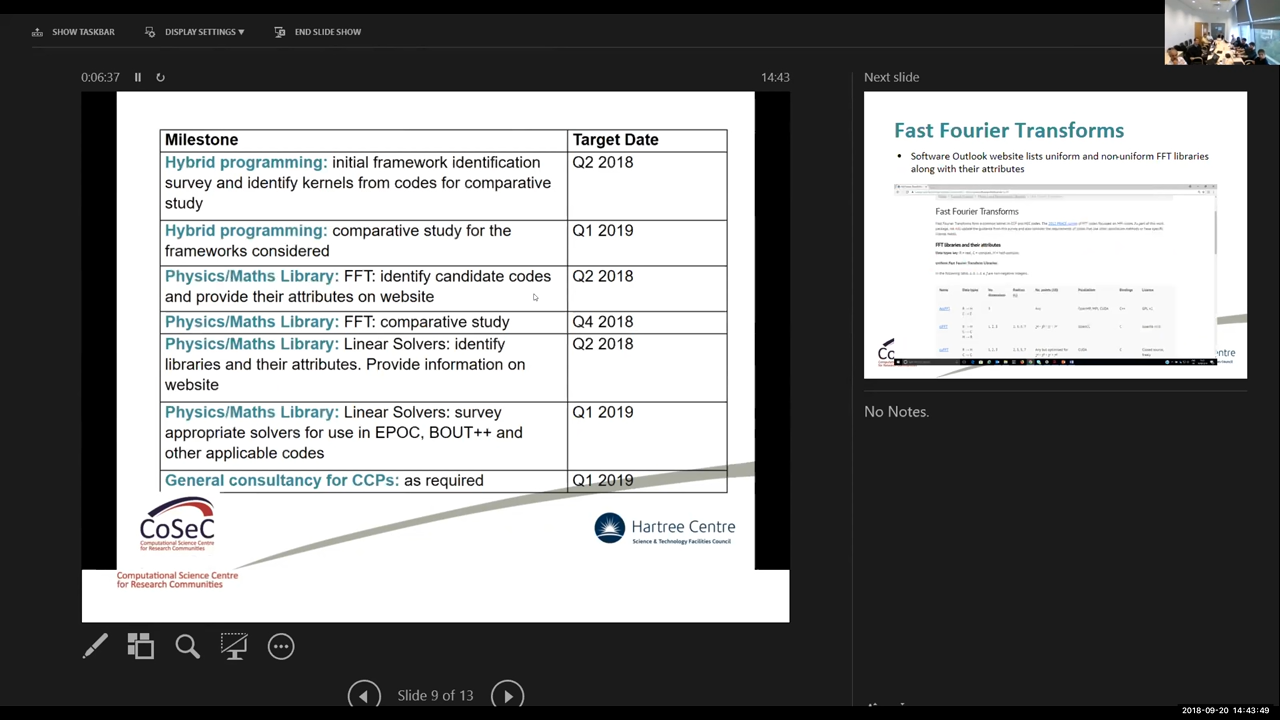 SHOW TASKBAR
DISPLAY SETTINGS
END SLIDE SHOW
0:06:37
14:43
Milestone Target Date
Hybrid programming: initial framework identification Q2 2018
survey and identify kernels from codes for comparative
study
Hybrid programming: comparative study for the Q1 2019
frameworks considered
Physics/Maths Library: FFT: identify candidate codes Q2 2018
and provide their attributes on website
Physics/Maths Library: FFT: comparative study Q4 2018
Physics/Maths Library: Linear Solvers: identify Q2 2018
libraries and their attributes. Provide information on
website
Physics/Maths Library: Linear Solvers: survey Q1 2019
appropriate solvers for use in EPOC, BOUT++ and
other applicable codes
General consultancy for CCPs: as required Q1 2019
CoSeC
Computational Science Centre
for Research Communities
Hartree Centre
Science & Technology Facilities Council
Computational Science Centre
for Research Communities
Slide 9 of 13
Next slide
Fast Fourier Transforms
• Software Outlook website lists uniform and non-uniform FFT libraries
along with their attributes
Fast Fourier Transforms
FFT libraries and their attributes
No Notes.
2018-09-20 14:43:49